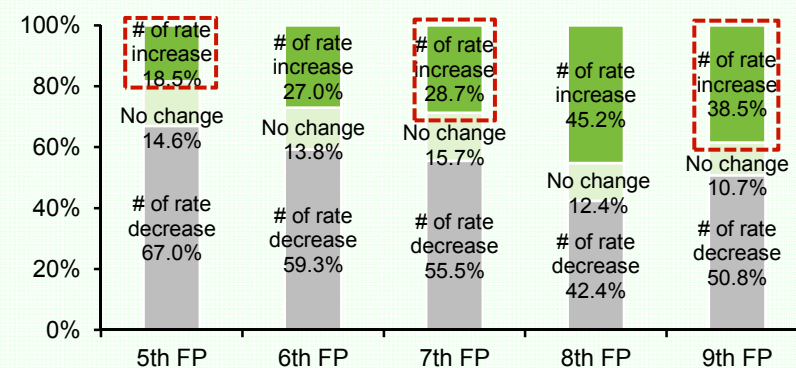 100%
80%
60%
40%
20%
0%
# of rate
increase
18.5%
No change
14.6%
# of rate
decrease
67.0%
# of rate
increase
27.0%
No change
13.8%
# of rate
decrease
59.3%
# of rate
increase
28.7%
No change
15.7%
# of rate
decrease
55.5%
# of rate
increase
45.2%
No change
12.4%
# of rate
decrease
42.4%
# of rate
increase
38.5%
No change
10.7%
# of rate
decrease
50.8%
5th FP
6th FP
7th FP
8th FP
9th FP